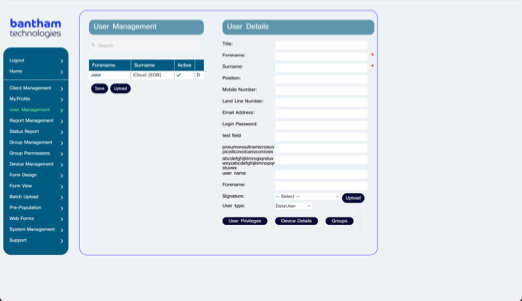 bantham
technologies
Logout
Home
Client Management
MyProfile
User Management
Report Management
Status Report
Group Management
Group Permissions
Device Management
Form Design
Form View
Batch Upload
Pre-Population
Web Forms
System Management
Support
User Management
Search
Forename Surname Active
Jake iCloud (EDB) D
Save Upload
User Details
Title:
Forename: *
Surname: *
Position:
Mobile Number:
Land Line Number:
Email Address:
Login Password:
test field
user name
Forename:
Signature: -- Select -- Upload
User type: DataUser
User Privileges Device Details Groups